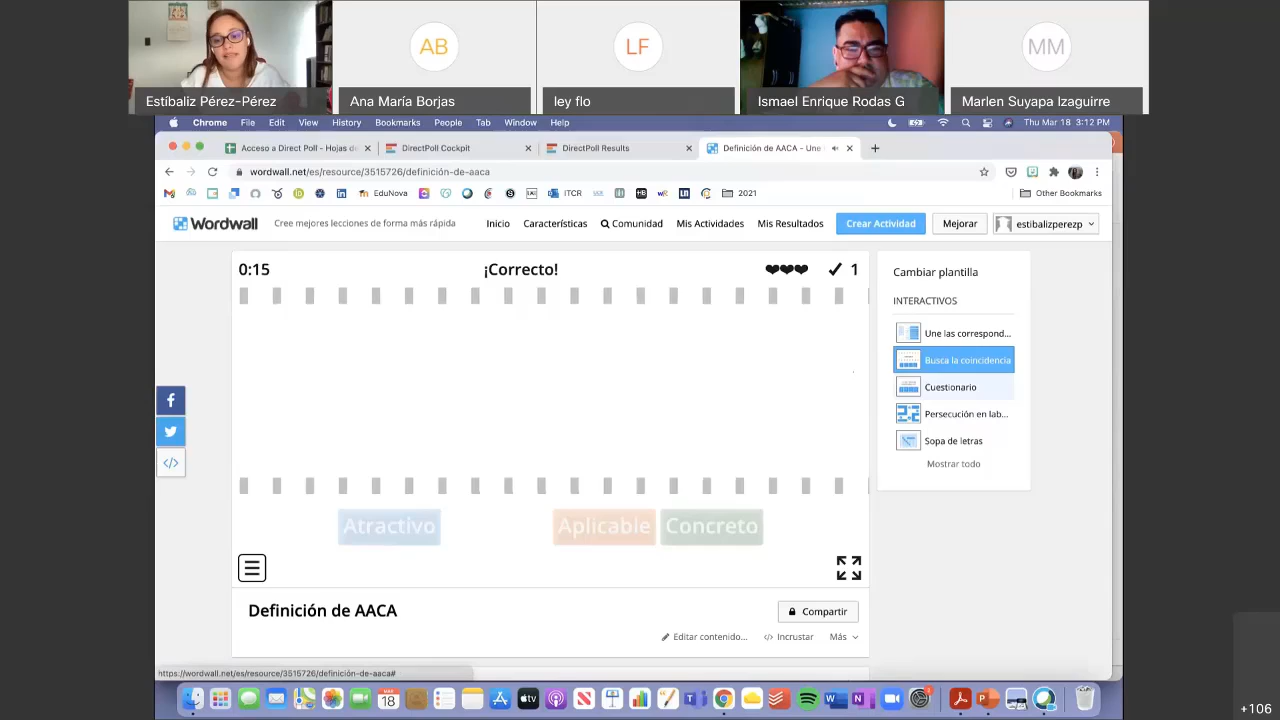 AB
LF
MM
Estíbaliz Pérez-Pérez
Ana María Borjas
ley flo
Ismael Enrique Rodas G
Marlen Suyapa Izaguirre
Chrome File Edit View History Bookmarks People Tab Window Help
Thu Mar 18 3:12 PM
Acceso a Direct Poll - Hojas d
DirectPoll Cockpit
DirectPoll Results
Definición de AACA - Une
wordwall.net/es/resource/3515726/definición-de-aaca
EduNova
ITCR
2021
Other Bookmarks
Wordwall
Cree mejores lecciones de forma más rápida
Inicio Características Comunidad Mis Actividades Mis Resultados
Crear Actividad
Mejorar
estibalizperezp
0:15
¡Correcto!
1
Cambiar plantilla
INTERACTIVOS
Une las correspond...
Busca la coincidencia
Cuestionario
Persecución en lab...
Sopa de letras
Mostrar todo
Atractivo
Aplicable
Concreto
Definición de AACA
Compartir
Editar contenido...
Incrustar
Más
https://wordwall.net/es/resource/3515726/definición-de-aaca#
MAR
18
tv
+106